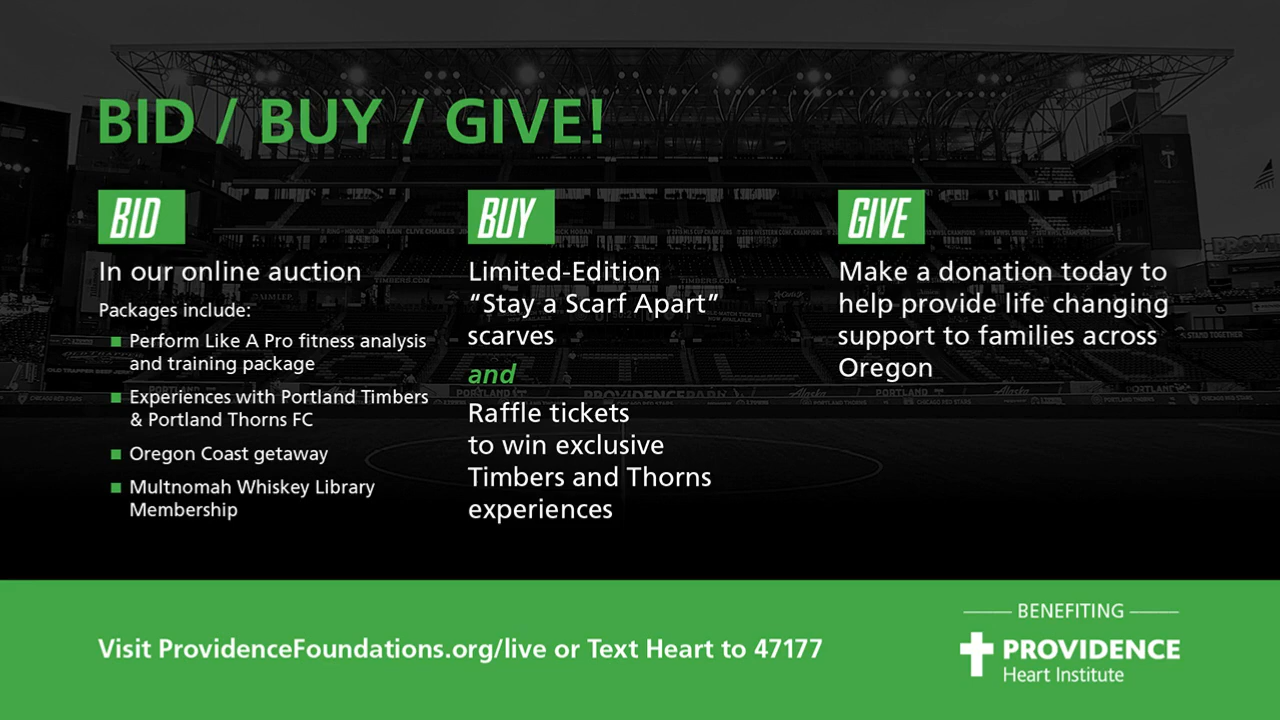 BID / BUY / GIVE!
BID
In our online auction
Packages include:
■ Perform Like A Pro fitness analysis
and training package
■ Experiences with Portland Timbers
& Portland Thorns FC
■ Oregon Coast getaway
■ Multnomah Whiskey Library
Membership
BUY
Limited-Edition
“Stay a Scarf Apart”
scarves
and
Raffle tickets
to win exclusive
Timbers and Thorns
experiences
GIVE
Make a donation today to
help provide life changing
support to families across
Oregon
Visit ProvidenceFoundations.org/live or Text Heart to 47177
BENEFITING
PROVIDENCE
Heart Institute